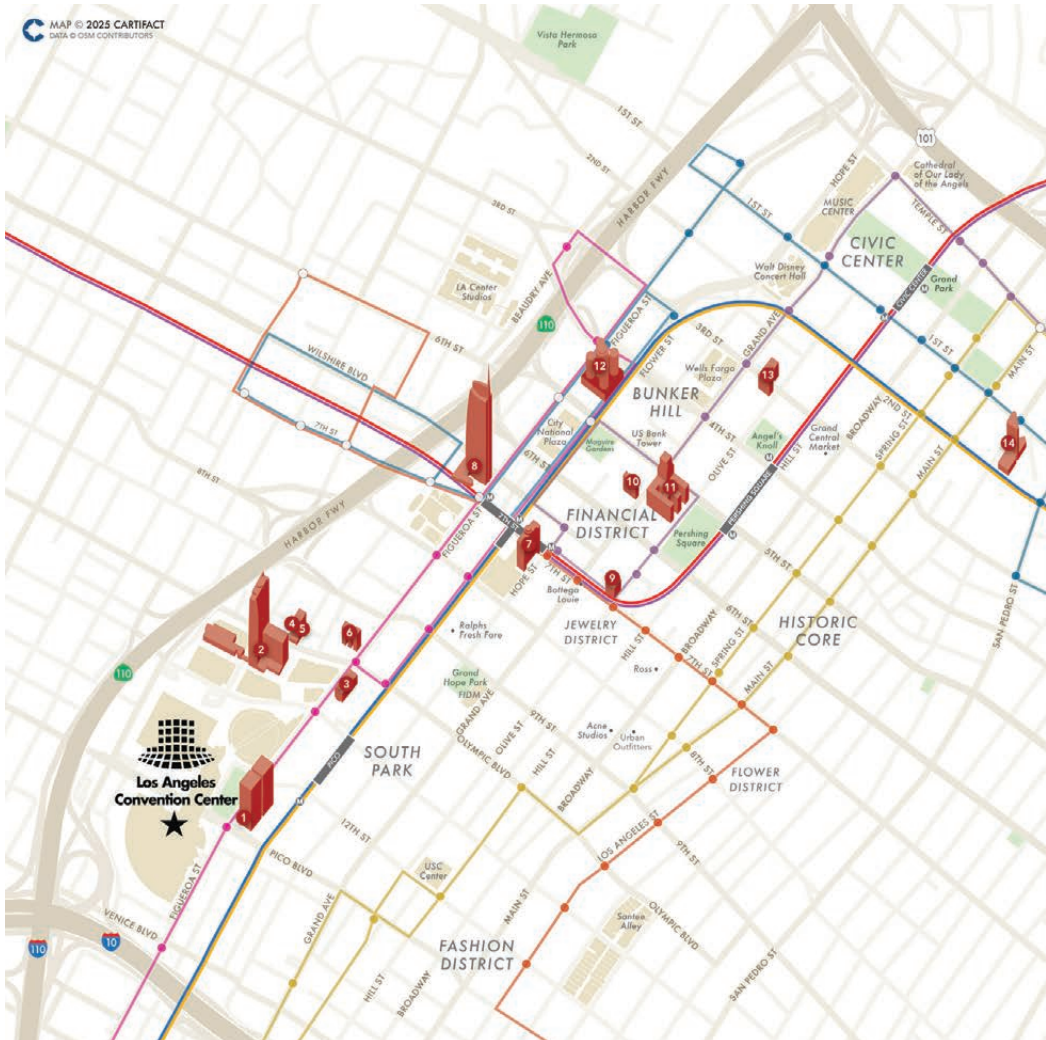 MAP © 2025 CARTIFACT
DATA © OSM CONTRIBUTORS
Vista Hermosa
Park
1ST ST
2ND ST
3RD ST
HARBOR FWY
101
HOPE ST
Cathedral
of Our Lady
of the Angels
MUSIC
CENTER
TEMPLE ST
1ST ST
CIVIC
CENTER
Walt Disney
Concert Hall
Grand
Park
CIVIC CENTER
M
M
LA Center
Studios
BEAUDRY AVE
110
FIGUEROA ST
FLOWER ST
3RD ST
GRAND AVE
1ST ST
MAIN ST
6TH ST
WILSHIRE BLVD
7TH ST
8TH ST
12
Wells Fargo
Plaza
13
BUNKER
HILL
2ND ST
BROADWAY
SPRING ST
MAIN ST
14
City
National
Plaza
Maguire
Gardens
US Bank
Tower
4TH ST
OLIVE ST
Angel's
Knoll
M
Grand
Central
Market
HILL ST
8
6TH ST
10
11
PERSHING SQUARE
M
HARBOR FWY
FIGUEROA ST
M
7TH ST
M
7
M
FINANCIAL
DISTRICT
Pershing
Square
5TH ST
HOPE ST
7TH ST
Bottega
Louie
9
JEWELRY
DISTRICT
6TH ST
HISTORIC
CORE
SAN PEDRO ST
4
5
2
6
3
Ralphs
Fresh Fare
HILL ST
BROADWAY
SPRING ST
7TH ST
MAIN ST
Ross
110
Grand
Hope Park
FIDM
GRAND AVE
OLYMPIC BLVD
OLIVE ST
9TH ST
HILL ST
BROADWAY
Acne
Studios
Urban
Outfitters
8TH ST
Los Angeles
Convention Center
PICO
SOUTH
PARK
M
1
FLOWER
DISTRICT
12TH ST
PICO BLVD
LOS ANGELES ST
9TH ST
USC
Center
FIGUEROA ST
VENICE BLVD
GRAND AVE
MAIN ST
Santee
Alley
OLYMPIC BLVD
110
10
HILL ST
BROADWAY
FASHION
DISTRICT
SAN PEDRO ST